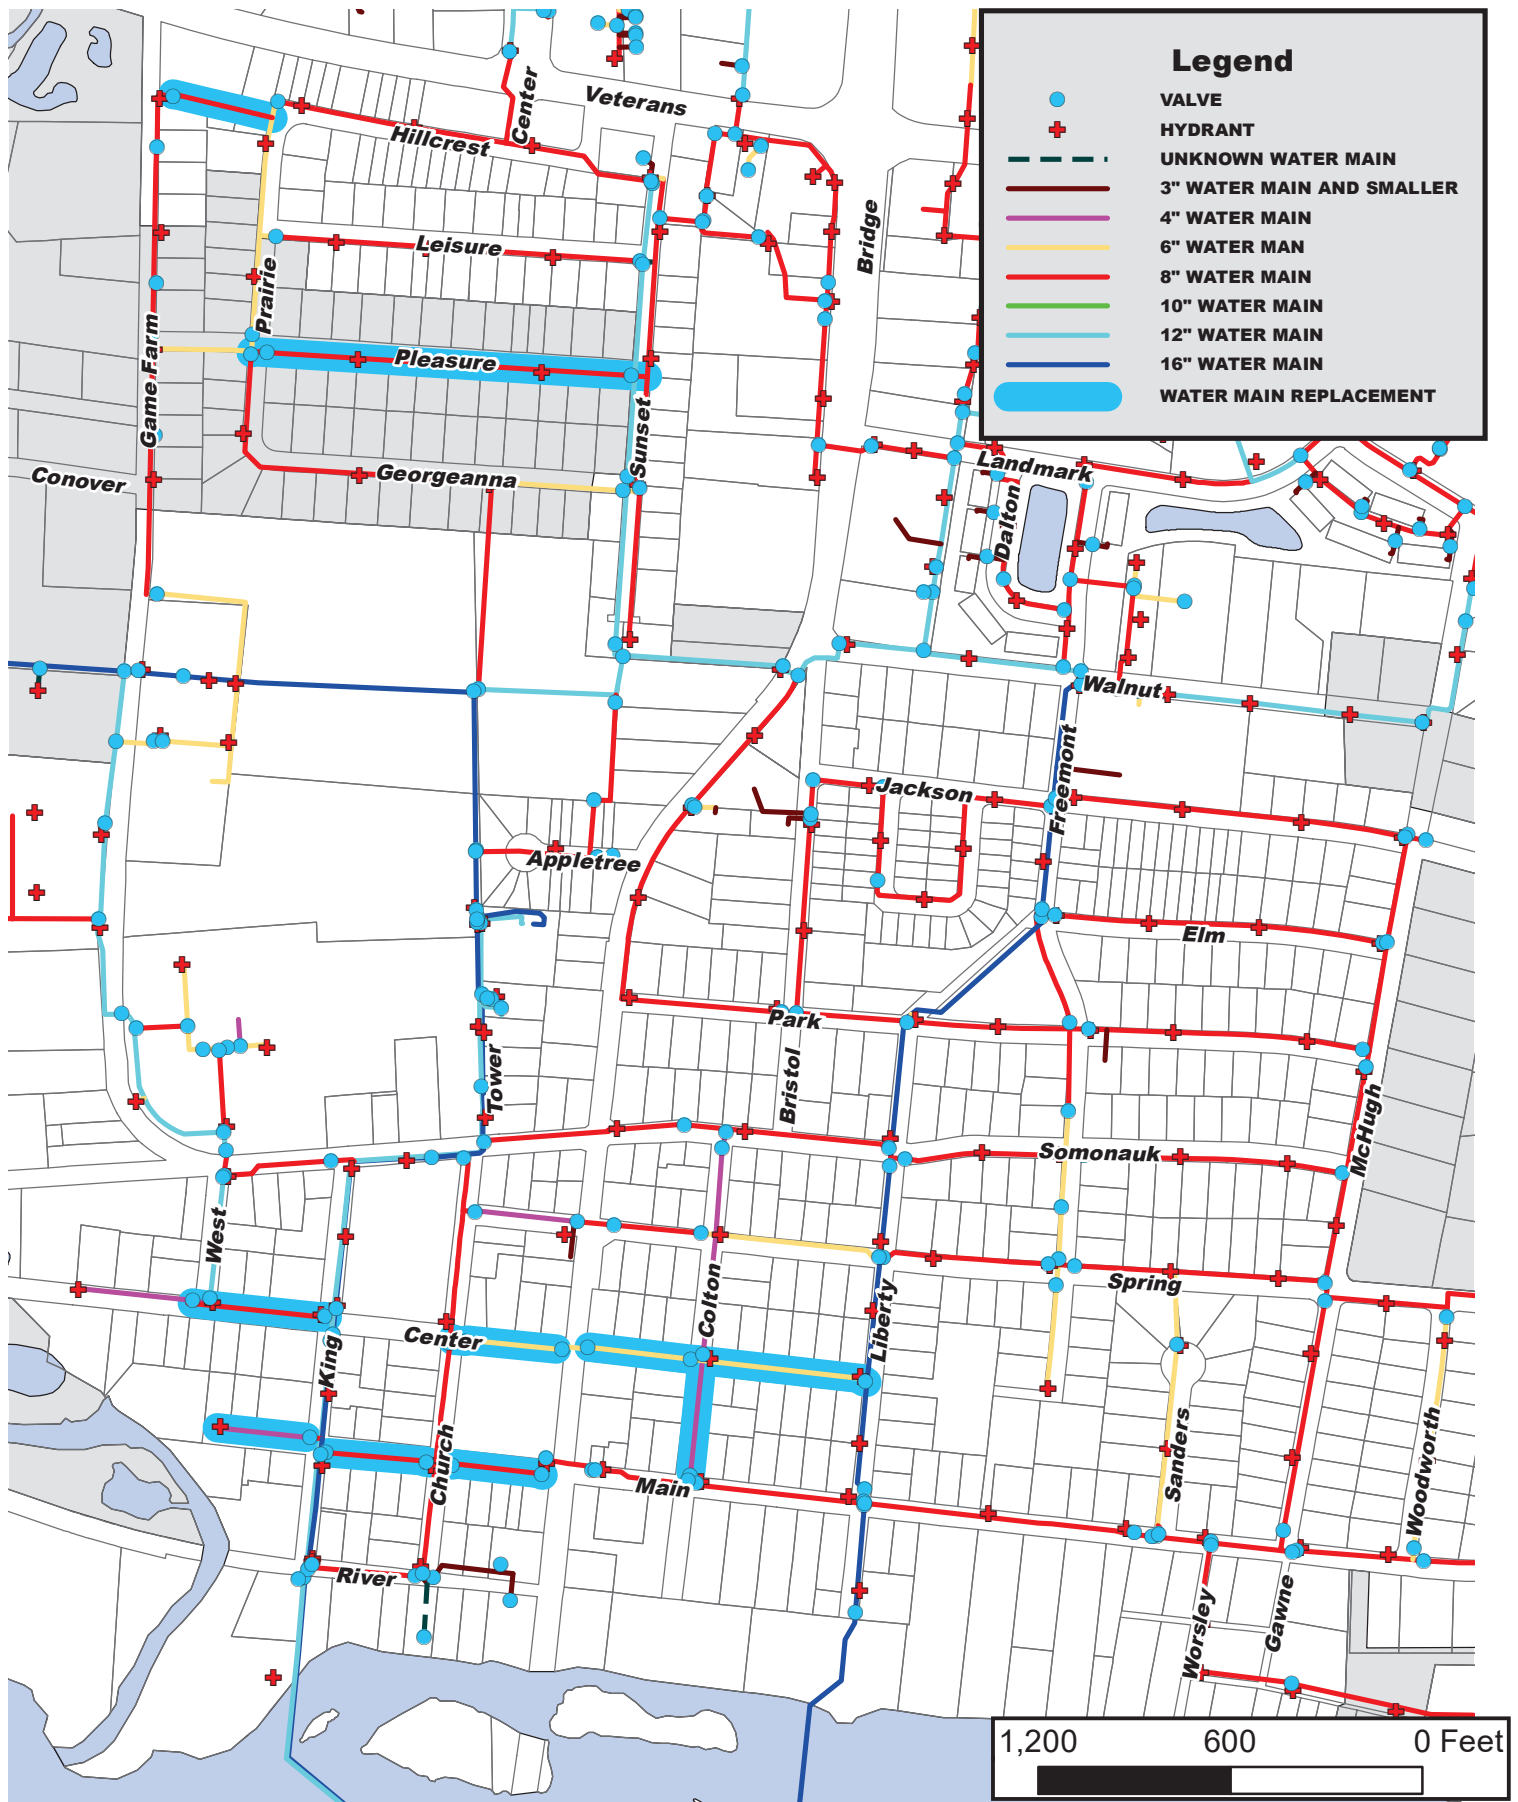 Legend
VALVE
HYDRANT
UNKNOWN WATER MAIN
3" WATER MAIN AND SMALLER
4" WATER MAIN
6" WATER MAN
8" WATER MAIN
10" WATER MAIN
12" WATER MAIN
16" WATER MAIN
WATER MAIN REPLACEMENT
Center
Veterans
Hillcrest
Bridge
Leisure
Prairie
Game Farm
Pleasure
Sunset
Conover
Georgeanna
Landmark
Dalton
Walnut
Freemont
Jackson
Appletree
Elm
Park
Tower
Bristol
McHugh
Somonauk
West
Colton
Liberty
Spring
Center
King
Church
Main
Sanders
Woodworth
River
Worsley
Gawne
1,200 600 0 Feet